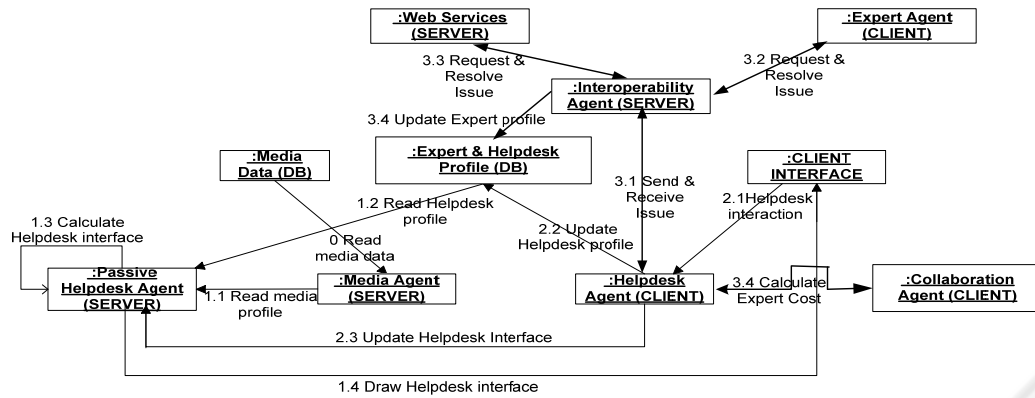 :Web Services
(SERVER)
:Expert Agent
(CLIENT)
3.3 Request &
Resolve
Issue
3.2 Request &
Resolve
Issue
:Interoperability
Agent (SERVER)
3.4 Update Expert profile
:Media
Data (DB)
:Expert & Helpdesk
Profile (DB)
:CLIENT
INTERFACE
3.1 Send &
Receive
Issue
2.1Helpdesk
interaction
1.2 Read Helpdesk
profile
1.3 Calculate
Helpdesk interface
2.2 Update
Helpdesk profile
0 Read
media data
:Passive
Helpdesk Agent
(SERVER)
:Media Agent
(SERVER)
:Helpdesk
Agent (CLIENT)
3.4 Calculate
Expert Cost
:Collaboration
Agent (CLIENT)
1.1 Read media
profile
2.3 Update Helpdesk Interface
1.4 Draw Helpdesk interface